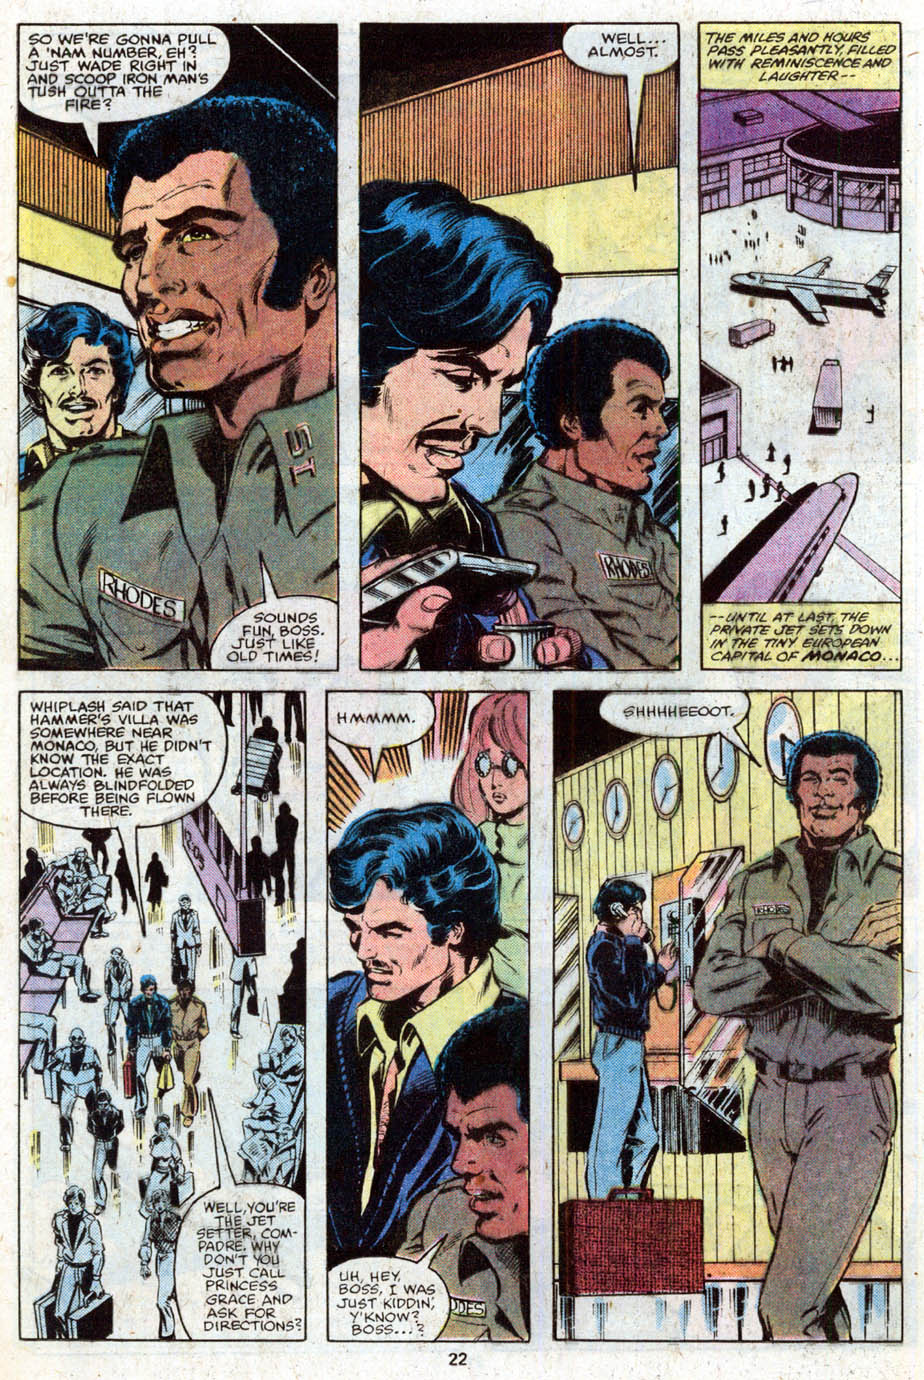 SO WE'RE GONNA PULL
A 'NAM NUMBER, EH?
JUST WADE RIGHT IN
AND SCOOP IRON MAN'S
TUSH OUTTA THE
FIRE?
SI
RHODES
SOUNDS
FUN, BOSS.
JUST LIKE
OLD TIMES!
WELL...
ALMOST.
RHODES
THE MILES AND HOURS
PASS PLEASANTLY, FILLED
WITH REMINISCENCE AND
LAUGHTER--
--UNTIL AT LAST, THE
PRIVATE JET SETS DOWN
IN THE TINY EUROPEAN
CAPITAL OF MONACO...
WHIPLASH SAID THAT
HAMMER'S VILLA WAS
SOMEWHERE NEAR
MONACO, BUT HE DIDN'T
KNOW THE EXACT
LOCATION. HE WAS
ALWAYS BLINDFOLDED
BEFORE BEING FLOWN
THERE.
WELL, YOU'RE
THE JET
SETTER, COM-
PADRE. WHY
DON'T YOU
JUST CALL
PRINCESS
GRACE AND
ASK FOR
DIRECTIONS?
HMMMM.
UH, HEY,
BOSS, I WAS
JUST KIDDIN',
Y'KNOW?
BOSS...?
ODES
SHHHHEEOOT.
RHODES
22